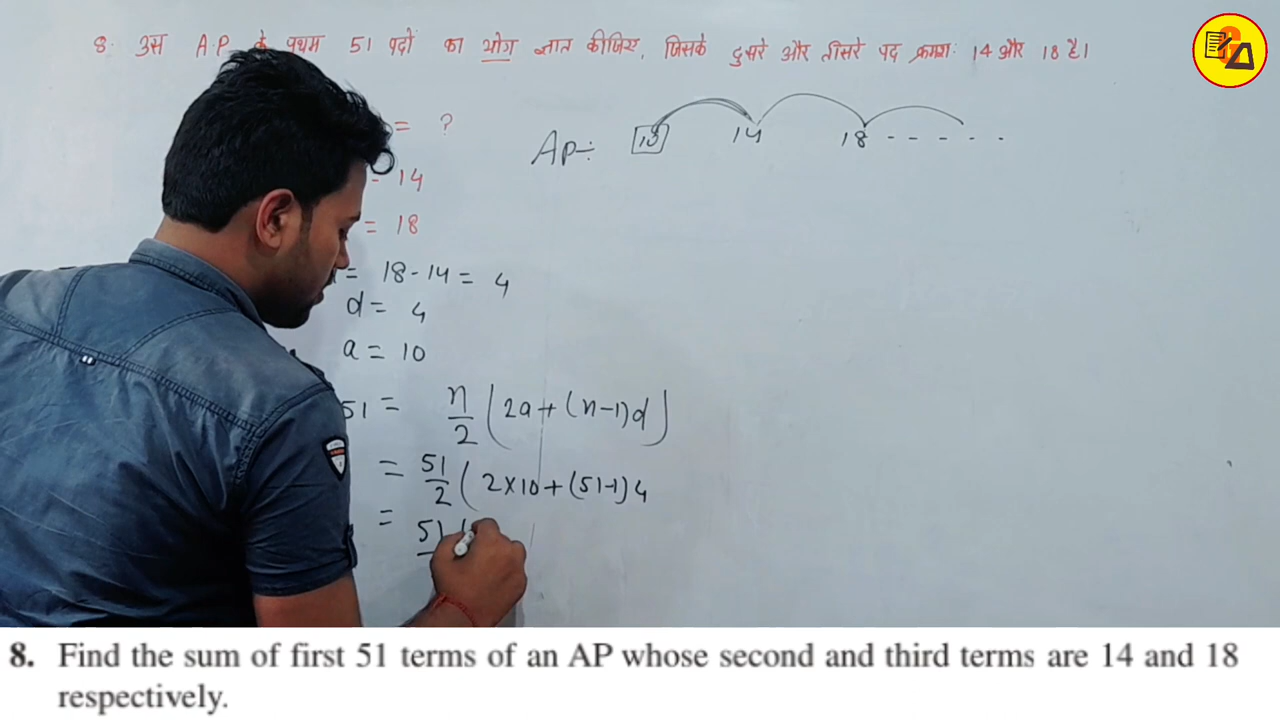 8. उस A.P के प्रथम 51 पदों का योग ज्ञात कीजिए, जिसके दुसरे और तीसरे पद क्रमशः 14 और 18 है।
= ?
AP÷ 10 14 18 - - - - -
- 14
= 18
= 18-14 = 4
d = 4
a = 10
51 = n/2 (2a+(n-1)d)
= 51/2 (2×10+(51-1)4
= 51
8. Find the sum of first 51 terms of an AP whose second and third terms are 14 and 18
respectively.